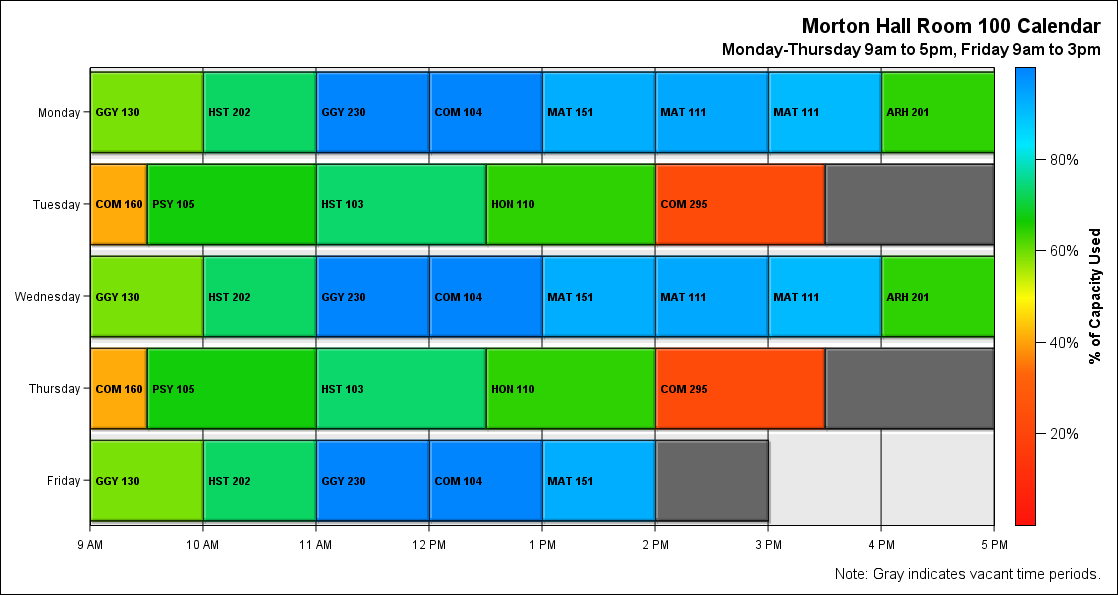 Morton Hall Room 100 Calendar
Monday-Thursday 9am to 5pm, Friday 9am to 3pm
Monday GGY 130 HST 202 GGY 230 COM 104 MAT 151 MAT 111 MAT 111 ARH 201
Tuesday COM 160 PSY 105 HST 103 HON 110 COM 295
Wednesday GGY 130 HST 202 GGY 230 COM 104 MAT 151 MAT 111 MAT 111 ARH 201
Thursday COM 160 PSY 105 HST 103 HON 110 COM 295
Friday GGY 130 HST 202 GGY 230 COM 104 MAT 151
9 AM 10 AM 11 AM 12 PM 1 PM 2 PM 3 PM 4 PM 5 PM
80%
60%
40%
20%
% of Capacity Used
Note: Gray indicates vacant time periods.